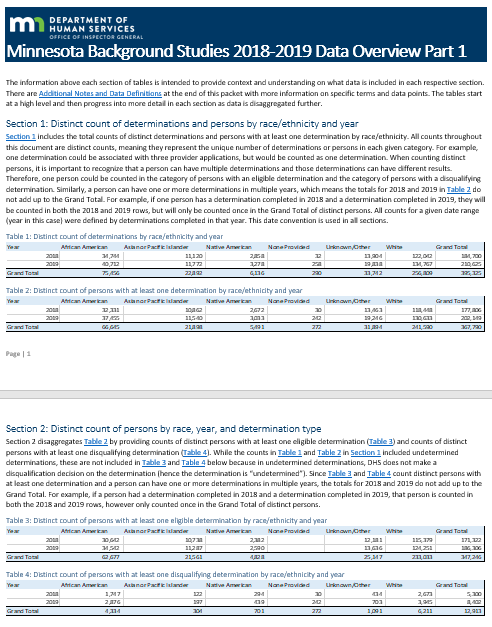 DEPARTMENT OF
HUMAN SERVICES
OFFICE OF INSPECTOR GENERAL
Minnesota Background Studies 2018-2019 Data Overview Part 1
The information above each section of tables is intended to provide context and understanding on what data is included in each respective section.
There are Additional Notes and Data Definitions at the end of this packet with more information on specific terms and data points. The tables start
at a high level and then progress into more detail in each section as data is disaggregated further.
Section 1: Distinct count of determinations and persons by race/ethnicity and year
Section 1 includes the total counts of distinct determinations and persons with at least one determination by race/ethnicity. All counts throughout
this document are distinct counts, meaning they represent the unique number of determinations or persons in each given category. For example,
one determination could be associated with three provider applications, but would be counted as one determination. When counting distinct
persons, it is important to recognize that a person can have multiple determinations and those determinations can have different results.
Therefore, one person could be counted in the category of persons with an eligible determination and the category of persons with a disqualifying
determination. Similarly, a person can have one or more determinations in multiple years, which means the totals for 2018 and 2019 in Table 2 do
not add up to the Grand Total. For example, if one person has a determination completed in 2018 and a determination completed in 2019, they will
be counted in both the 2018 and 2019 rows, but will only be counted once in the Grand Total of distinct persons. All counts for a given date range
(year in this case) were defined by determinations completed in that year. This date convention is used in all sections.
Table 1: Distinct count of determinations by race/ethnicity and year
Year African American Asian or Pacific Islander Native American None Provided Unknown/Other White Grand Total
2018 34,744 11,120 2,858 32 13,904 122,042 184,700
2019 40,712 11,772 3,278 258 19,838 134,767 210,625
Grand Total 75,456 22,892 6,136 290 33,742 256,809 395,325
Table 2: Distinct count of persons with at least one determination by race/ethnicity and year
Year African American Asian or Pacific Islander Native American None Provided Unknown/Other White Grand Total
2018 32,331 10,862 2,672 30 13,463 118,448 177,806
2019 37,455 11,540 3,033 242 19,246 130,633 202,149
Grand Total 66,645 21,898 5,491 272 31,894 241,590 367,790
Page | 1
Section 2: Distinct count of persons by race, year, and determination type
Section 2 disaggregates Table 2 by providing counts of distinct persons with at least one eligible determination (Table 3) and counts of distinct
persons with at least one disqualifying determination (Table 4). While the counts in Table 1 and Table 2 in Section 1 included undetermined
determinations, these are not included in Table 3 and Table 4 below because in undetermined determinations, DHS does not make a
disqualification decision on the determination (hence the determination is "undetermined"). Since Table 3 and Table 4 count distinct persons with
at least one determination and a person can have one or more determinations in multiple years, the totals for 2018 and 2019 do not add up to the
Grand Total. For example, if a person had a determination completed in 2018 and a determination completed in 2019, that person is counted in
both the 2018 and 2019 rows, however only counted once in the Grand Total of distinct persons.
Table 3: Distinct count of persons with at least one eligible determination by race/ethnicity and year
Year African American Asian or Pacific Islander Native American None Provided Unknown/Other White Grand Total
2018 30,642 10,738 2,382 12,181 115,379 171,322
2019 34,542 11,287 2,590 13,636 124,251 186,306
Grand Total 62,677 21,561 4,828 25,147 233,033 347,246
Table 4: Distinct count of persons with at least one disqualifying determination by race/ethnicity and year
Year African American Asian or Pacific Islander Native American None Provided Unknown/Other White Grand Total
2018 1,747 122 294 30 434 2,673 5,300
2019 2,876 197 439 242 703 3,945 8,402
Grand Total 4,334 304 701 272 1,091 6,211 12,913